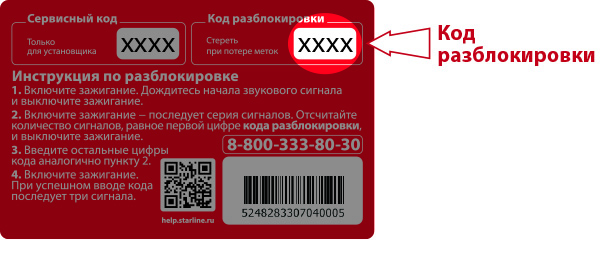 Сервисный код
Только
для установщика
XXXX
Код разблокировки
Стереть
при потере меток
XXXX
Код
разблокировки
Инструкция по разблокировке
1. Включите зажигание. Дождитесь начала звукового сигнала
и выключите зажигание.
2. Включите зажигание – последует серия сигналов. Отсчитайте
количество сигналов, равное первой цифре кода разблокировки,
и выключите зажигание.
3. Введите остальные цифры
кода аналогично пункту 2.
4. Включите зажигание.
При успешном вводе кода
последует три сигнала.
8-800-333-80-30
help.starline.ru
5248283307040005